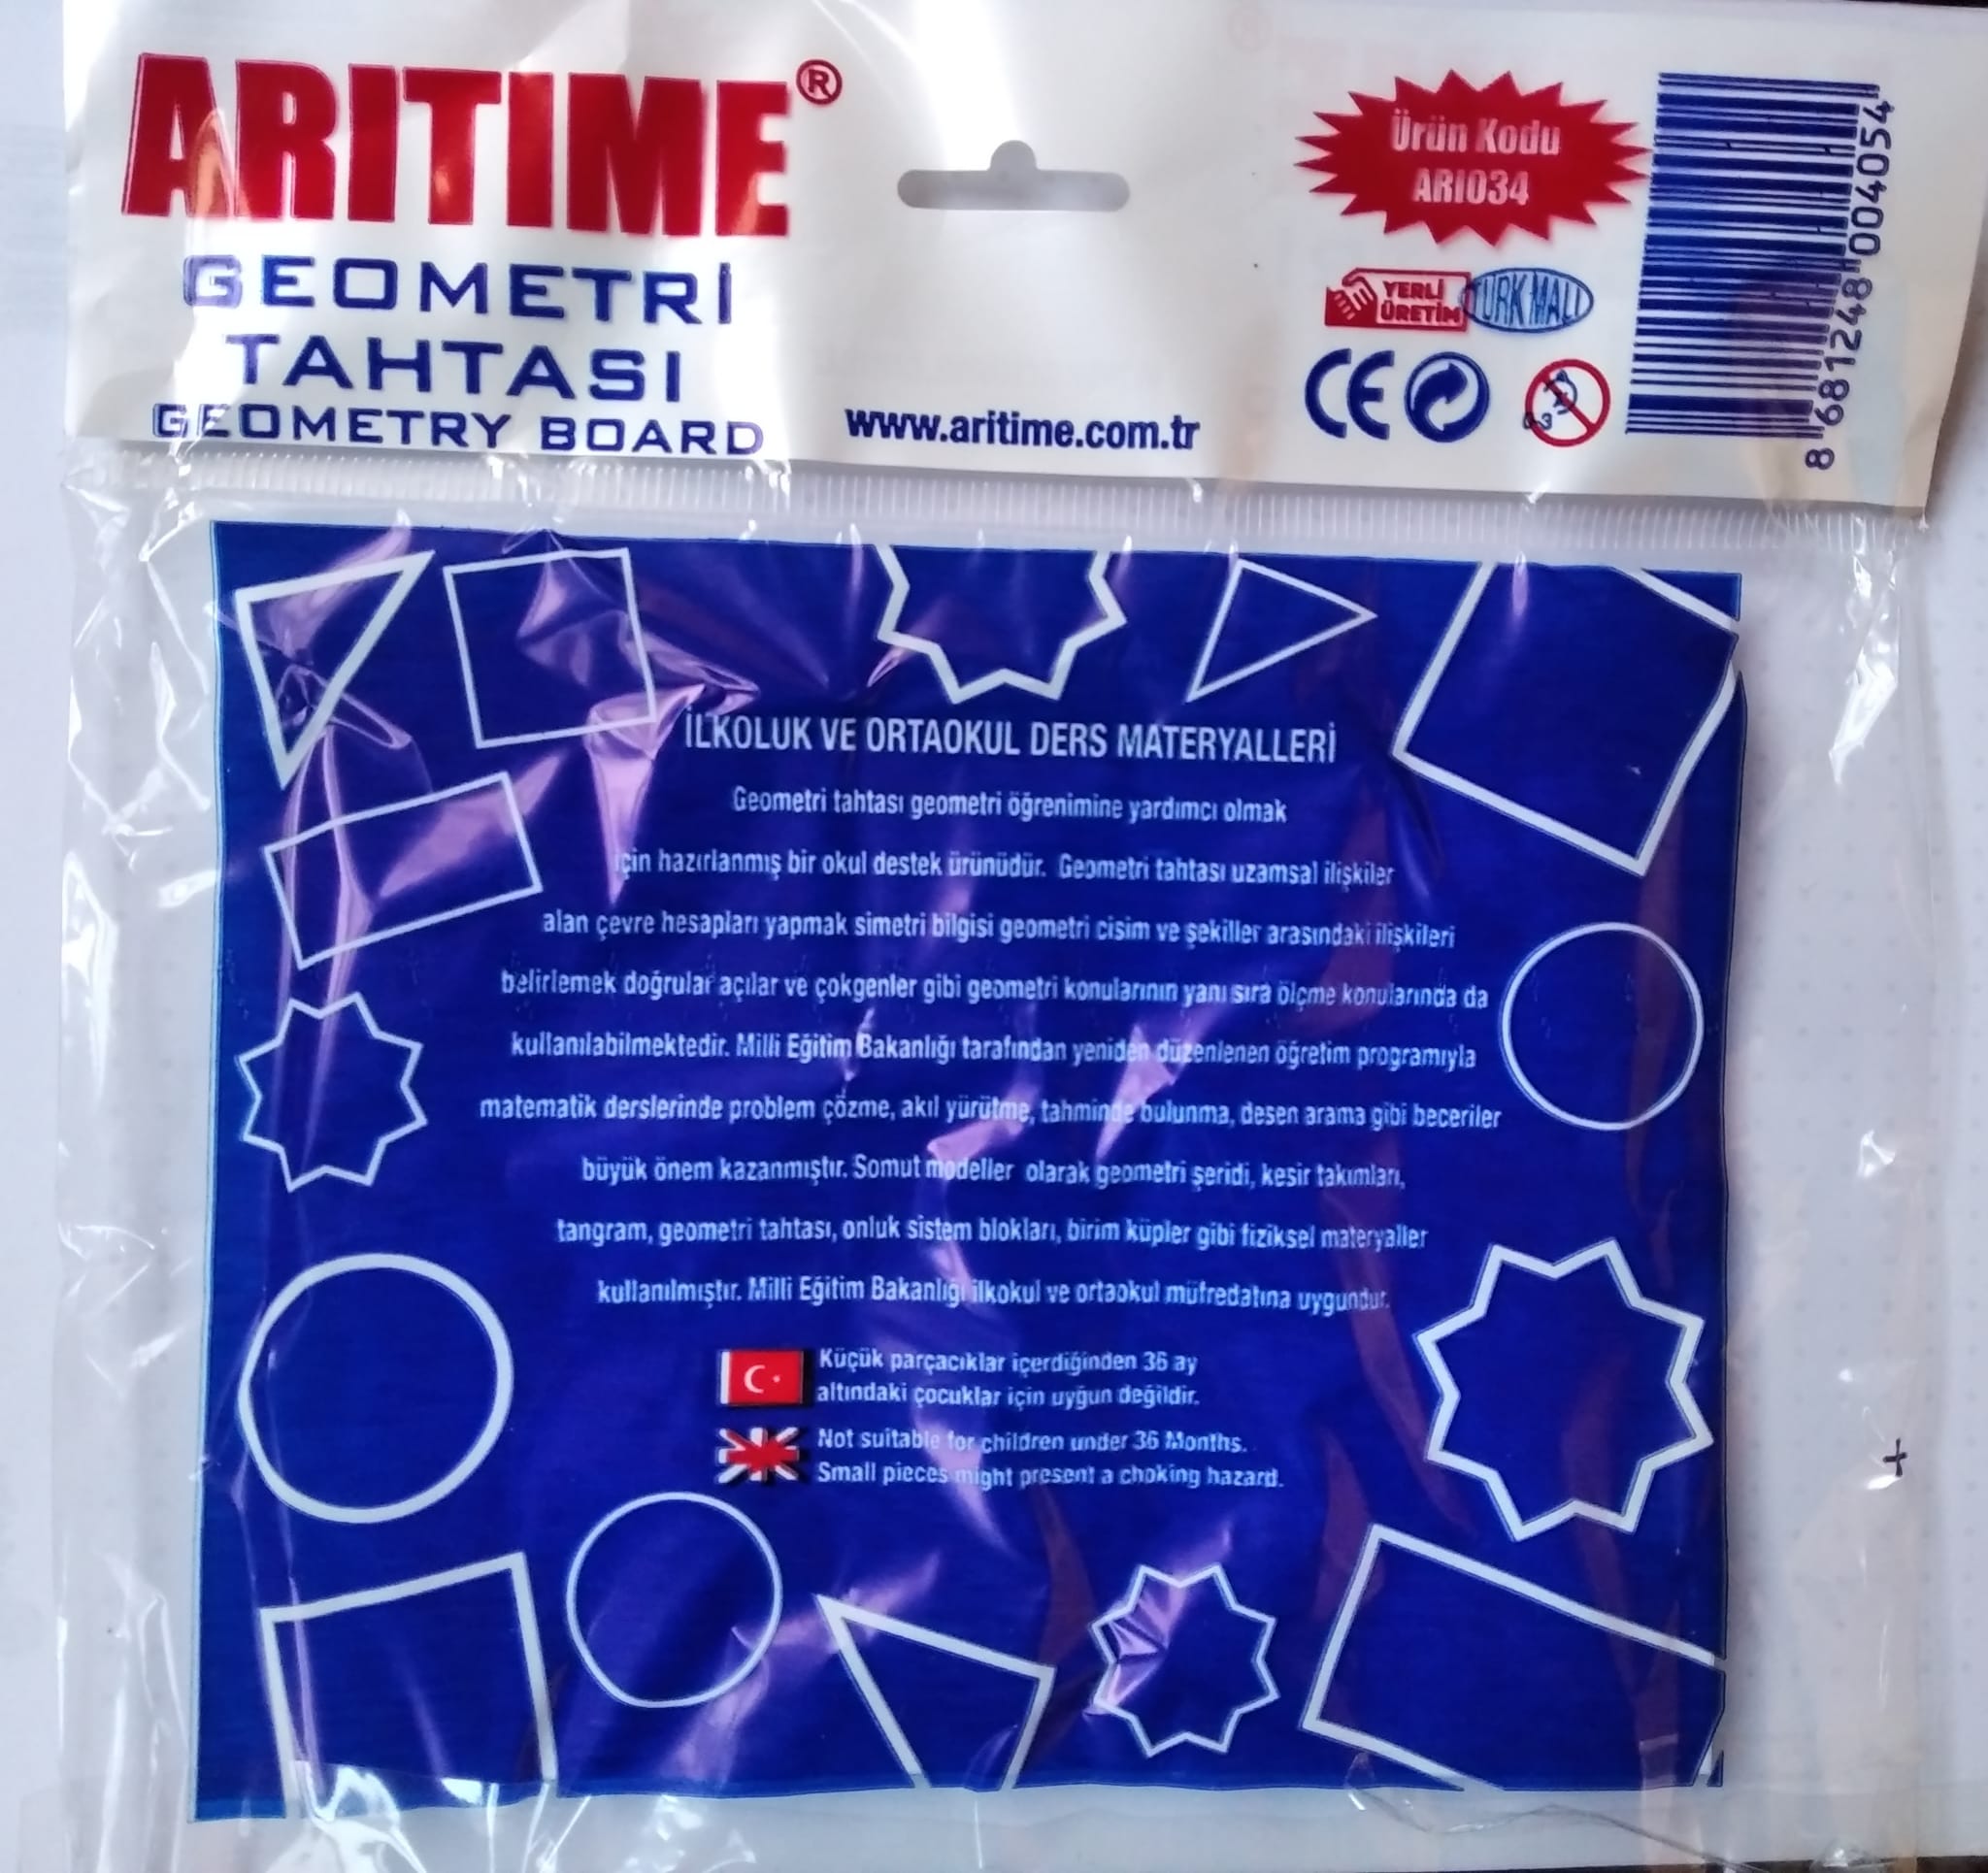 ARITIME®
GEOMETRİ
TAHTASI
GEOMETRY BOARD
www.aritime.com.tr
Ürün Kodu
ARI034
YERLİ
ÜRETİM
TÜRK MALI
CE
0-3
8 681248 004054
İLKOLUK VE ORTAOKUL DERS MATERYALLERİ
Geometri tahtası geometri öğrenimine yardımcı olmak
için hazırlanmış bir okul destek ürünüdür. Geometri tahtası uzamsal ilişkiler
alan çevre hesapları yapmak simetri bilgisi geometri cisim ve şekiller arasındaki ilişkileri
belirlemek doğrular açılar ve çokgenler gibi geometri konularının yanı sıra ölçme konularında da
kullanılabilmektedir. Milli Eğitim Bakanlığı tarafından yeniden düzenlenen öğretim programıyla
matematik derslerinde problem çözme, akıl yürütme, tahminde bulunma, desen arama gibi beceriler
büyük önem kazanmıştır. Somut modeller olarak geometri şeridi, kesir takımları,
tangram, geometri tahtası, onluk sistem blokları, birim küpler gibi fiziksel materyaller
kullanılmıştır. Milli Eğitim Bakanlığı ilkokul ve ortaokul müfredatına uygundur.
Küçük parçacıklar içerdiğinden 36 ay
altındaki çocuklar için uyğun değildir.
Not suitable for children under 36 Months.
Small pieces might present a choking hazard.